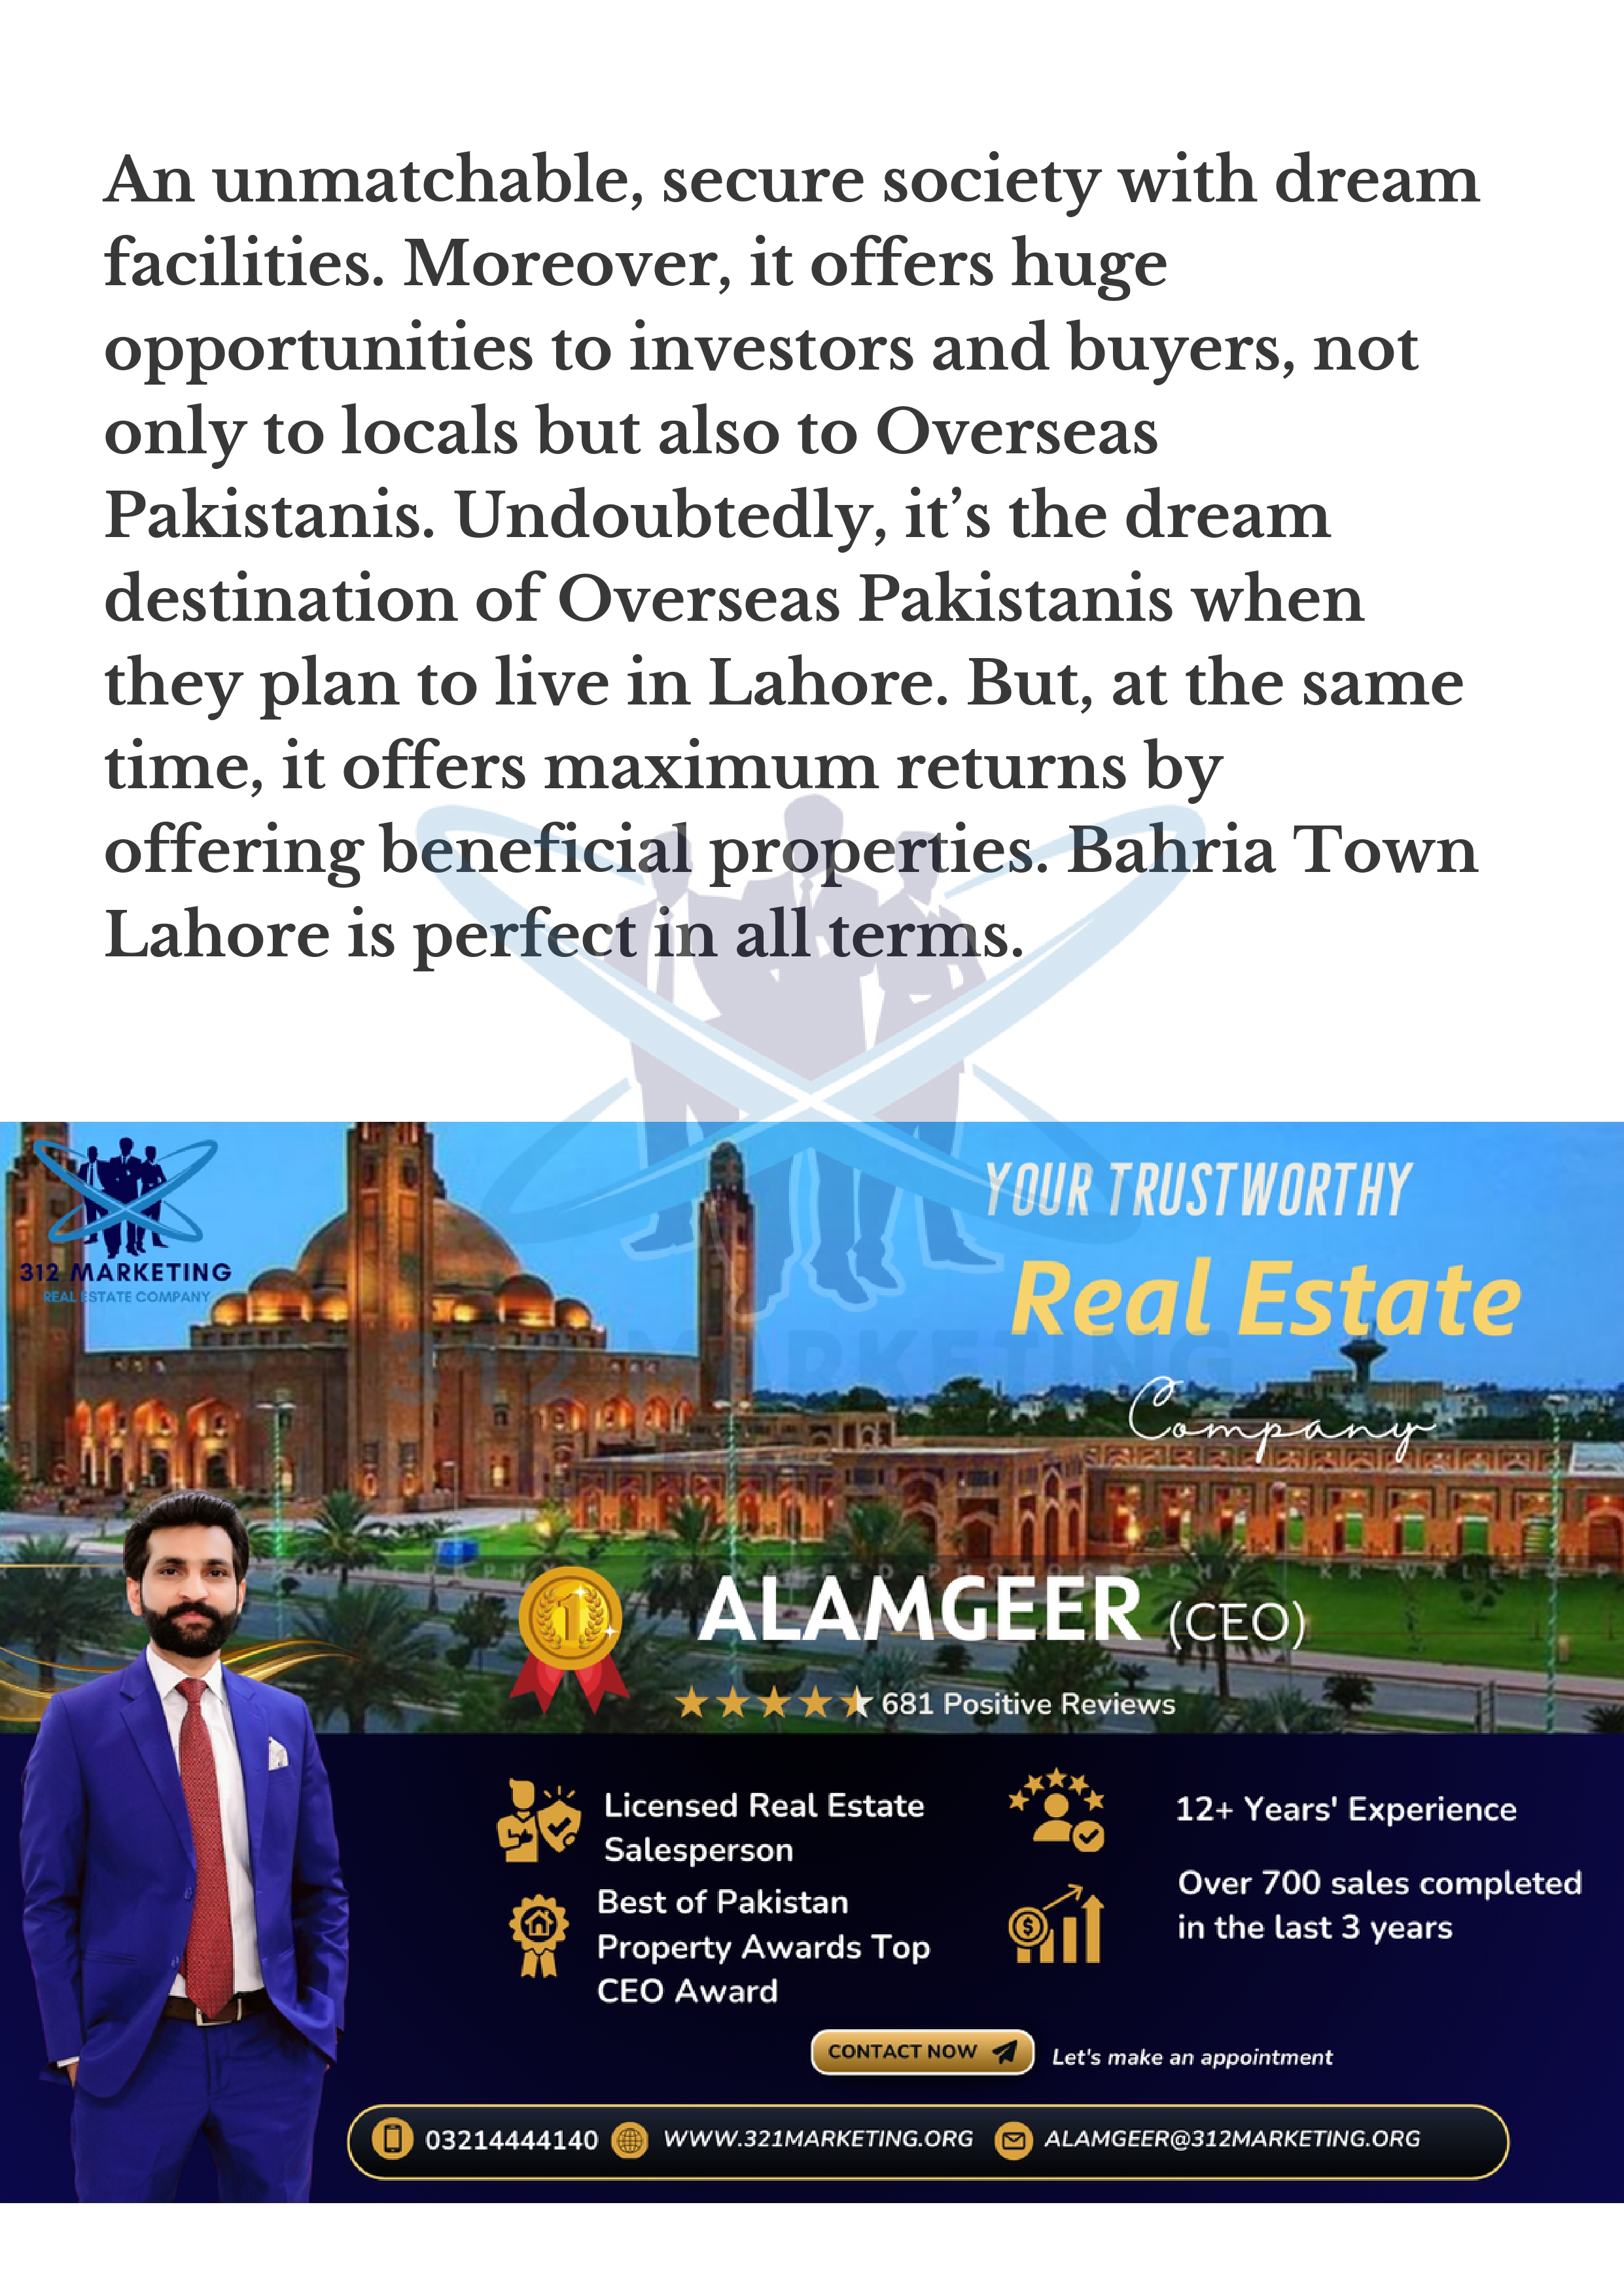 An unmatchable, secure society with dream
facilities. Moreover, it offers huge
opportunities to investors and buyers, not
only to locals but also to Overseas
Pakistanis. Undoubtedly, it’s the dream
destination of Overseas Pakistanis when
they plan to live in Lahore. But, at the same
time, it offers maximum returns by
offering beneficial properties. Bahria Town
Lahore is perfect in all terms.
312 MARKETING
REAL ESTATE COMPANY
YOUR TRUSTWORTHY
Real Estate
Company
312 MARKETING
ALAMGEER (CEO)
1
681 Positive Reviews
Licensed Real Estate
Salesperson
Best of Pakistan
Property Awards Top
CEO Award
12+ Years' Experience
Over 700 sales completed
in the last 3 years
CONTACT NOW
Let's make an appointment
03214444140
WWW.321MARKETING.ORG
ALAMGEER@312MARKETING.ORG